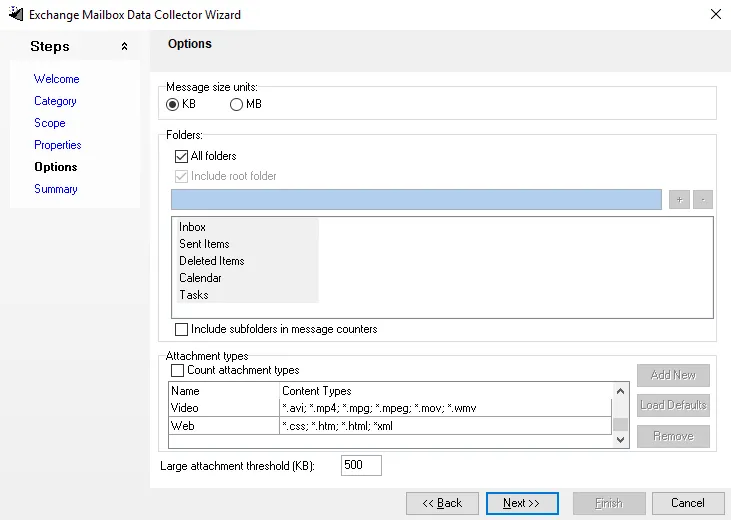 Exchange Mailbox Data Collector Wizard
Steps
Welcome
Category
Scope
Properties
Options
Summary
Options
Message size units:
KB MB
Folders:
All folders
Include root folder
+ -
Inbox
Sent Items
Deleted Items
Calendar
Tasks
Include subfolders in message counters
Attachment types
Count attachment types
Name Content Types
Video *.avi; *.mp4; *.mpg; *.mpeg; *.mov; *.wmv
Web *.css; *.htm; *.html; *xml
Add New
Load Defaults
Remove
Large attachment threshold (KB): 500
<< Back Next >> Finish Cancel